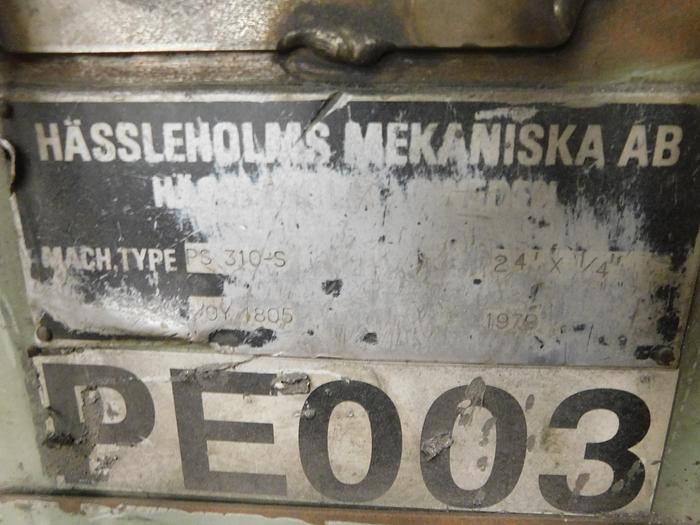 HÄSSLEHOLMS MEKANISKA AB
MACH,TYPE PS 310-S 24" X 1/4"
1805 1979
PE003